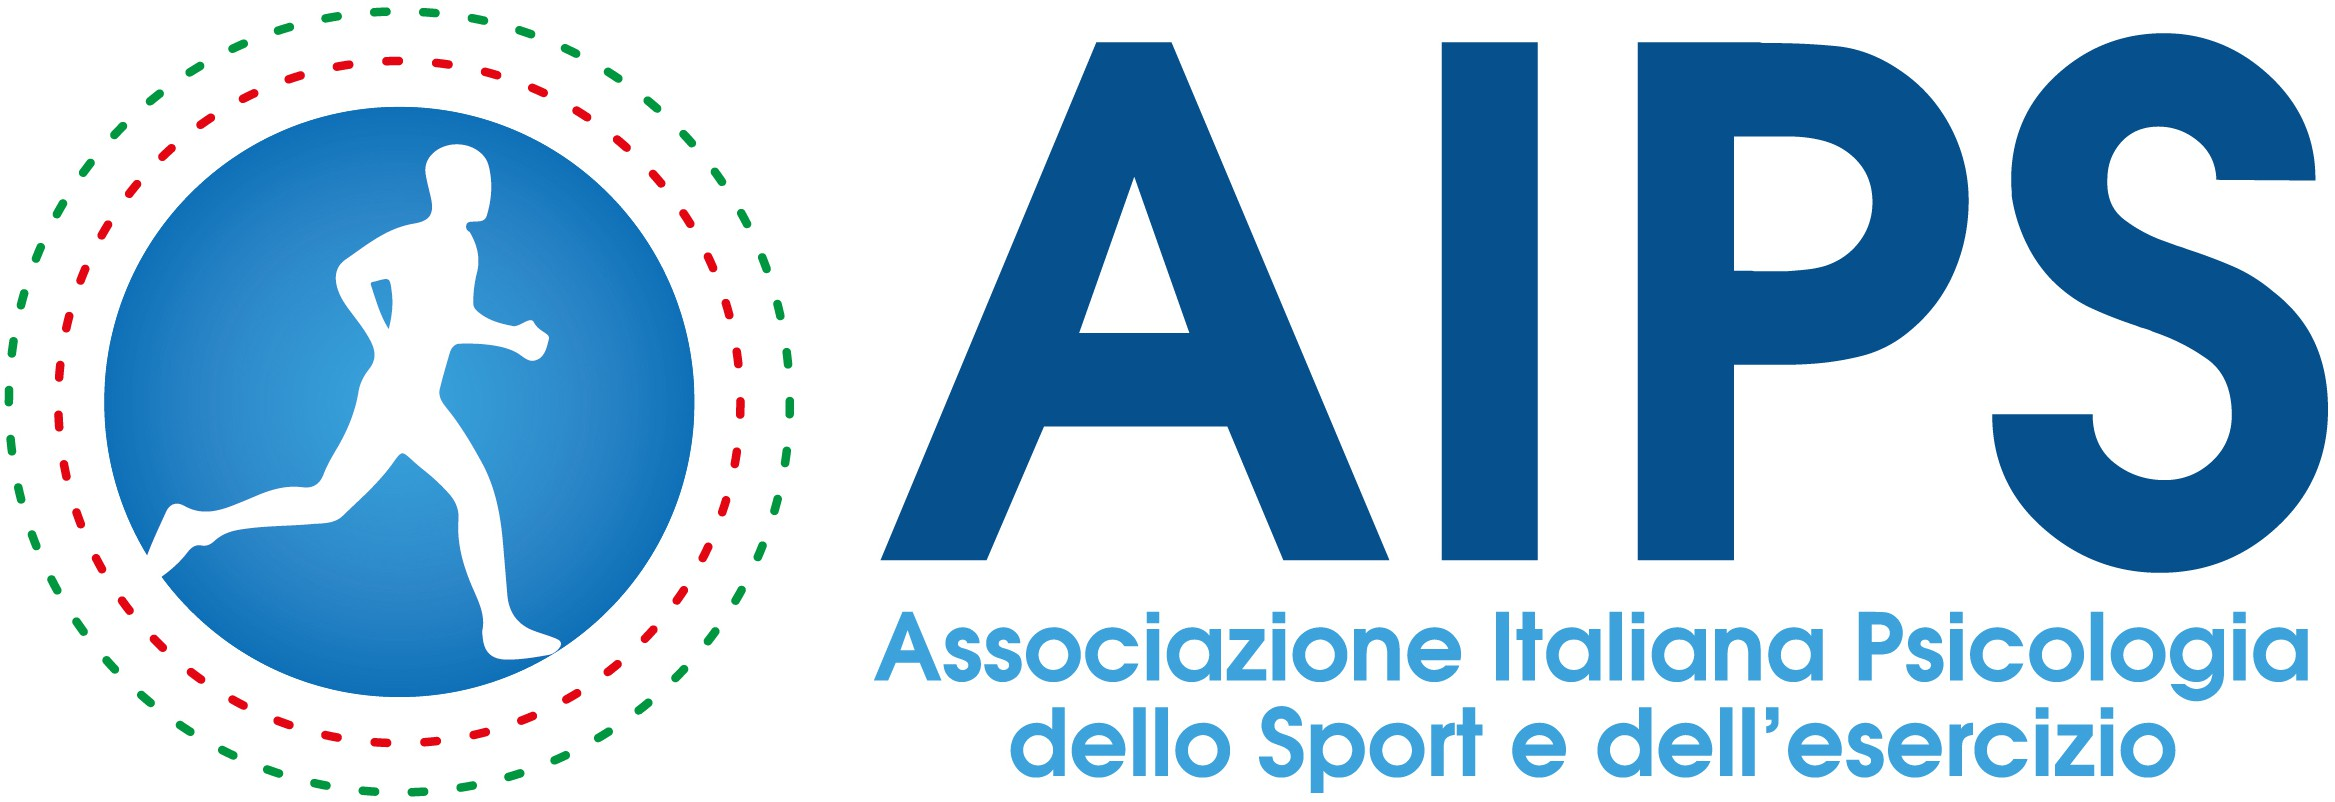 AIPS
Associazione Italiana Psicologia
dello Sport e dell’esercizio